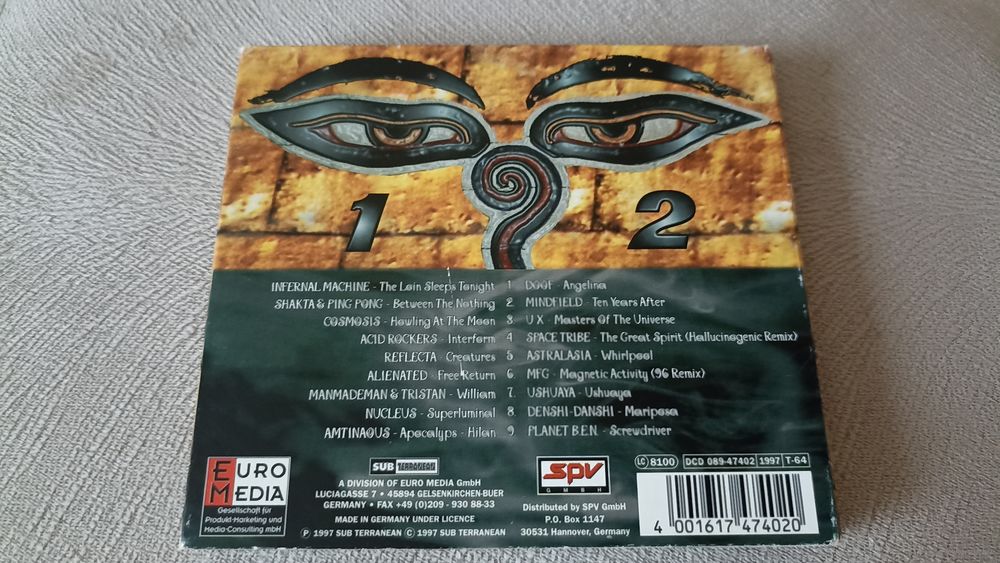 1 2
INFERNAL MACHINE - The Loin Sleeps Tonight 1. DOOF - Angelina
SHAKTA & PING PONG - Between The Nothing 2. MINDFIELD - Ten Years After
COSMOSIS - Howling At The Moon 3. U X - Masters Of The Universe
ACID ROCKERS - Interform 4. SPACE TRIBE - The Great Spirit (Hallucinogenic Remix)
REFLECTA - Creatures 5. ASTRALASIA - Whirlpool
ALIENATED - Free Return 6. MFG - Magnetic Activity (96 Remix)
MANMADEMAN & TRISTAN - William 7. USHUAYA - Ushuaya
NUCLEUS - Superluminal 8. DENSHI-DANSHI - Mariposa
AMTINAOUS - Apocalyps - Hilan 9. PLANET B.E.N. - Screwdriver
EURO
MEDIA
Gesellschaft für
Produkt-Marketing und
Media-Consulting mbH
SUB TERRANEAN
A DIVISION OF EURO MEDIA GmbH
LUCIAGASSE 7 • 45894 GELSENKIRCHEN-BUER
GERMANY • FAX +49 (0)209 - 930 88-33
MADE IN GERMANY UNDER LICENCE
Ⓟ 1997 SUB TERRANEAN © 1997 SUB TERRANEAN
SPV
GMBH
Distributed by SPV GmbH
P.O. Box 1147
30531 Hannover, Germany
LC 8100 DCD 089-47402 1997 T-64
4 001617 474020